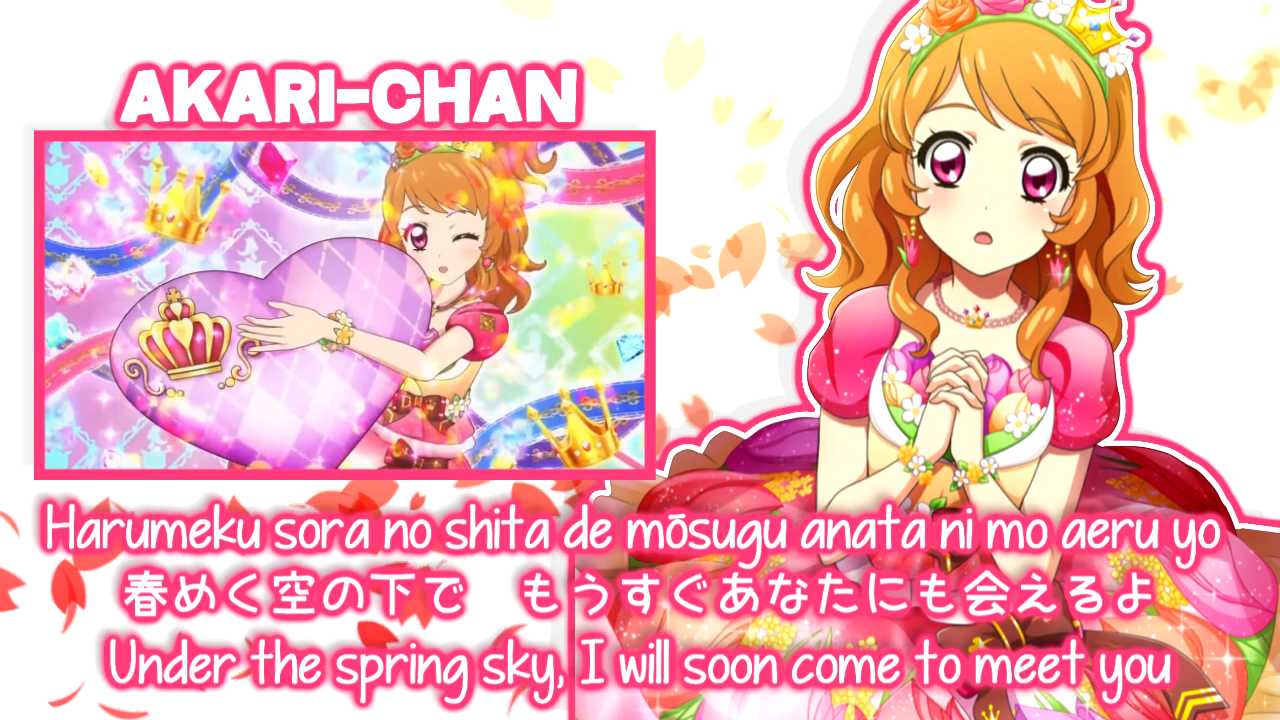 AKARI-CHAN
Harumeku sora no shita de mōsugu anata ni mo aeru yo
春めく空の下で　もうすぐあなたにも会えるよ
Under the spring sky, I will soon come to meet you